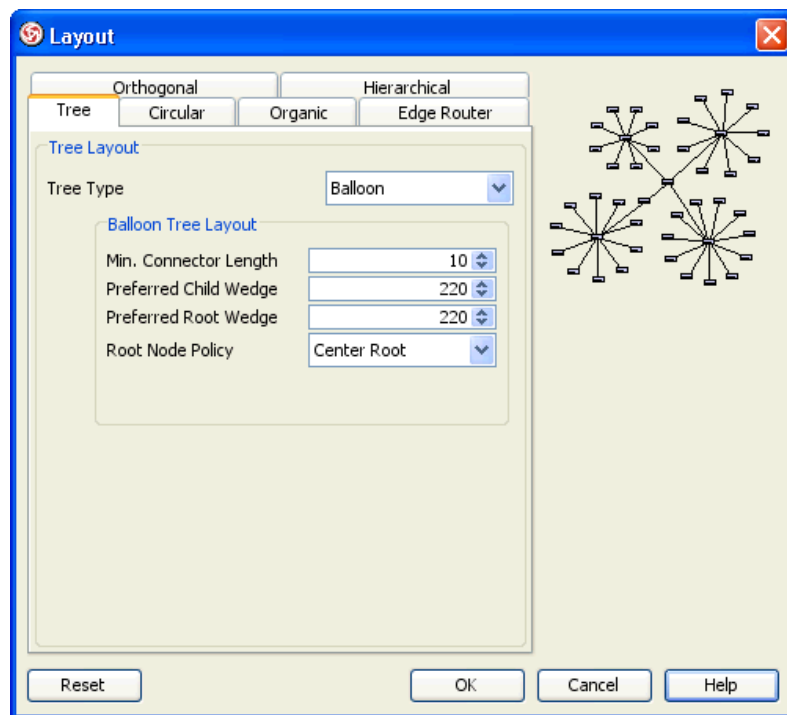 Layout
Orthogonal Hierarchical
Tree Circular Organic Edge Router
Tree Layout
Tree Type Balloon
Balloon Tree Layout
Min. Connector Length 10
Preferred Child Wedge 220
Preferred Root Wedge 220
Root Node Policy Center Root
Reset OK Cancel Help